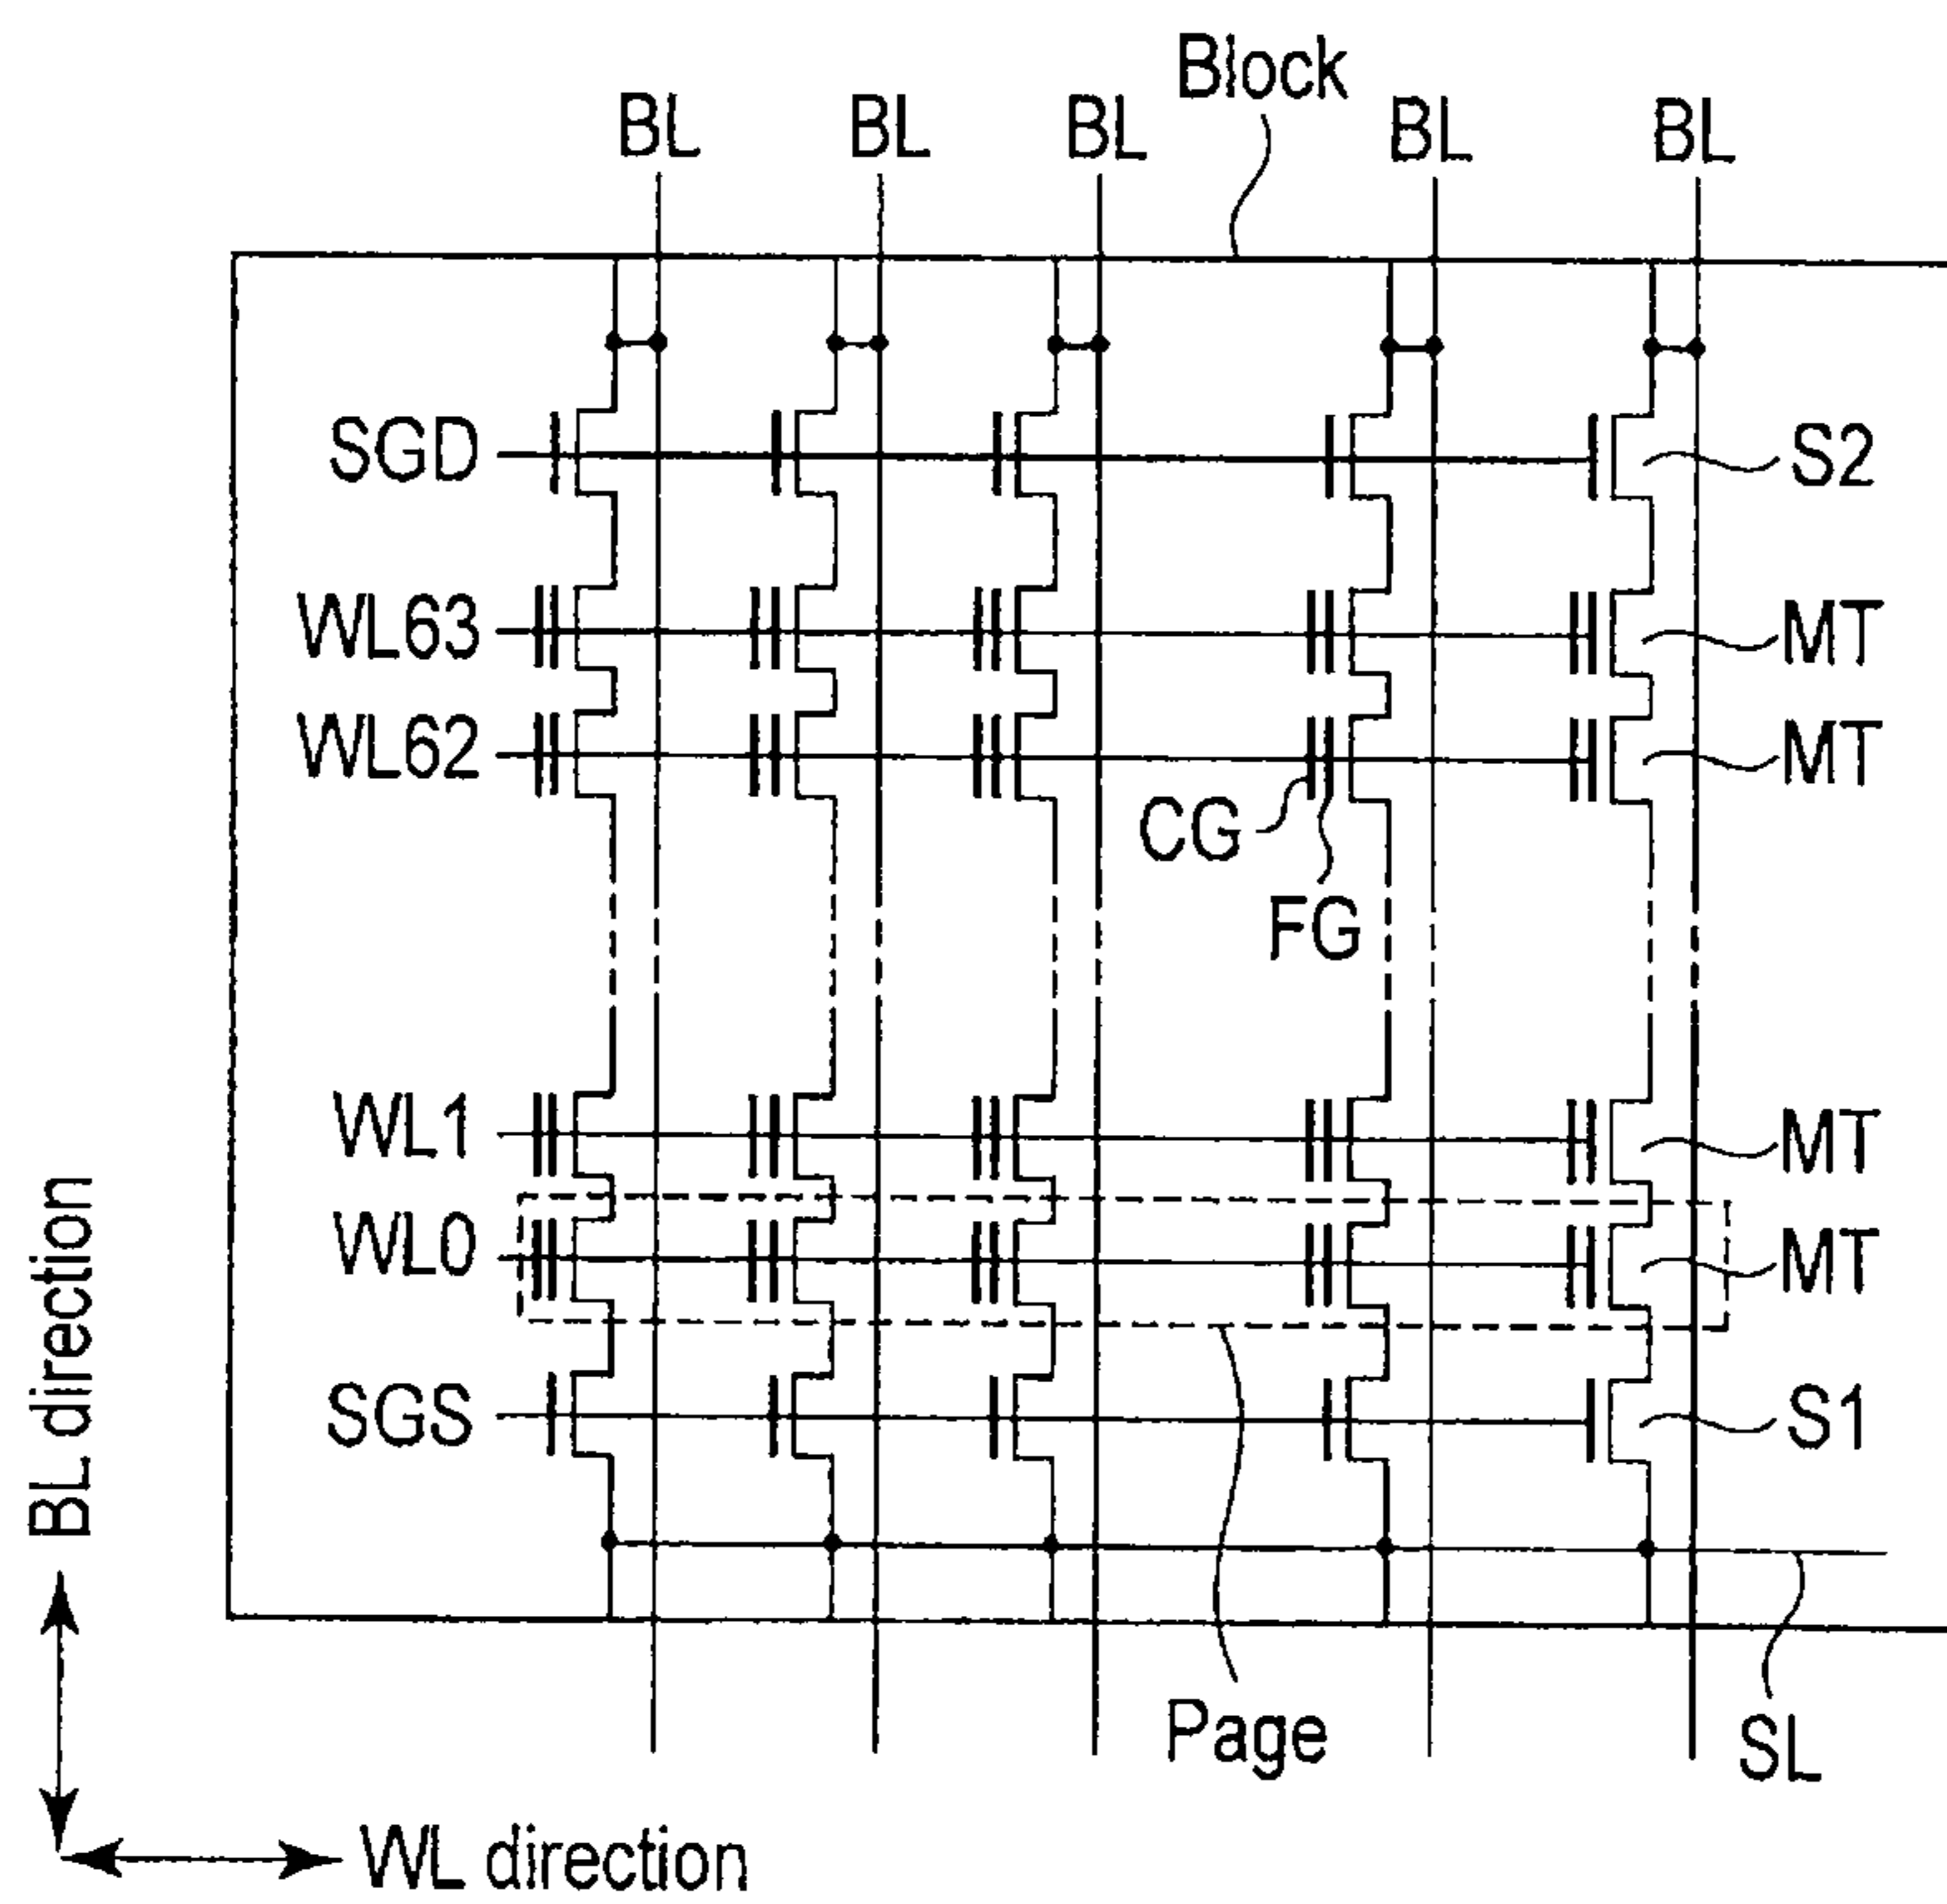 Block
BL BL BL BL BL
SGD
S2
WL63
MT
WL62
MT
CG
FG
WL1
MT
WL0
MT
SGS
S1
Page
SL
BL direction
WL direction